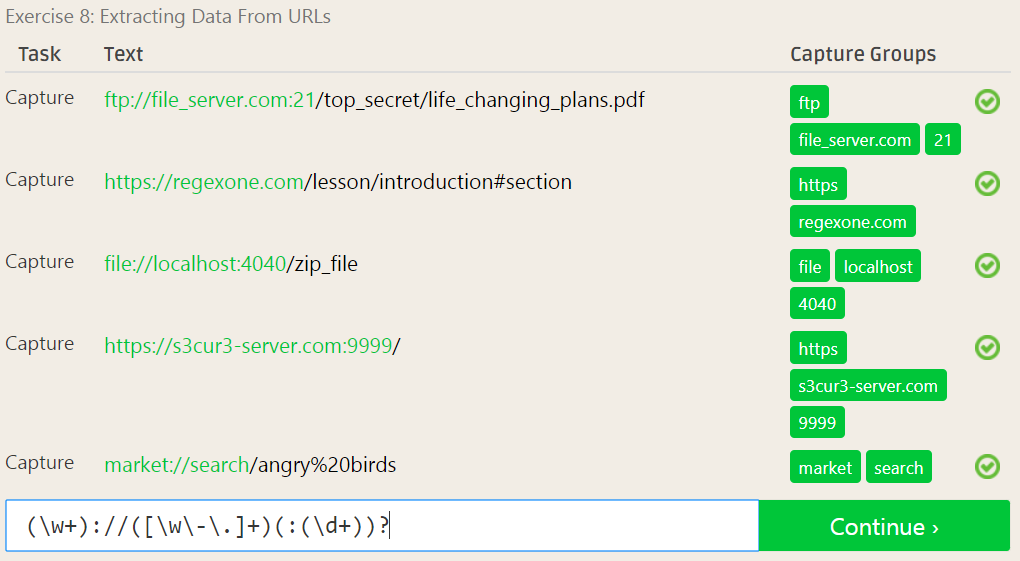 Exercise 8: Extracting Data From URLs
Task Text Capture Groups
Capture ftp://file_server.com:21/top_secret/life_changing_plans.pdf ftp
file_server.com 21
Capture https://regexone.com/lesson/introduction#section https
regexone.com
Capture file://localhost:4040/zip_file file localhost
4040
Capture https://s3cur3-server.com:9999/ https
s3cur3-server.com
9999
Capture market://search/angry%20birds market search
(\w+)://([\w\-\.]+)(:(\d+))? Continue ›